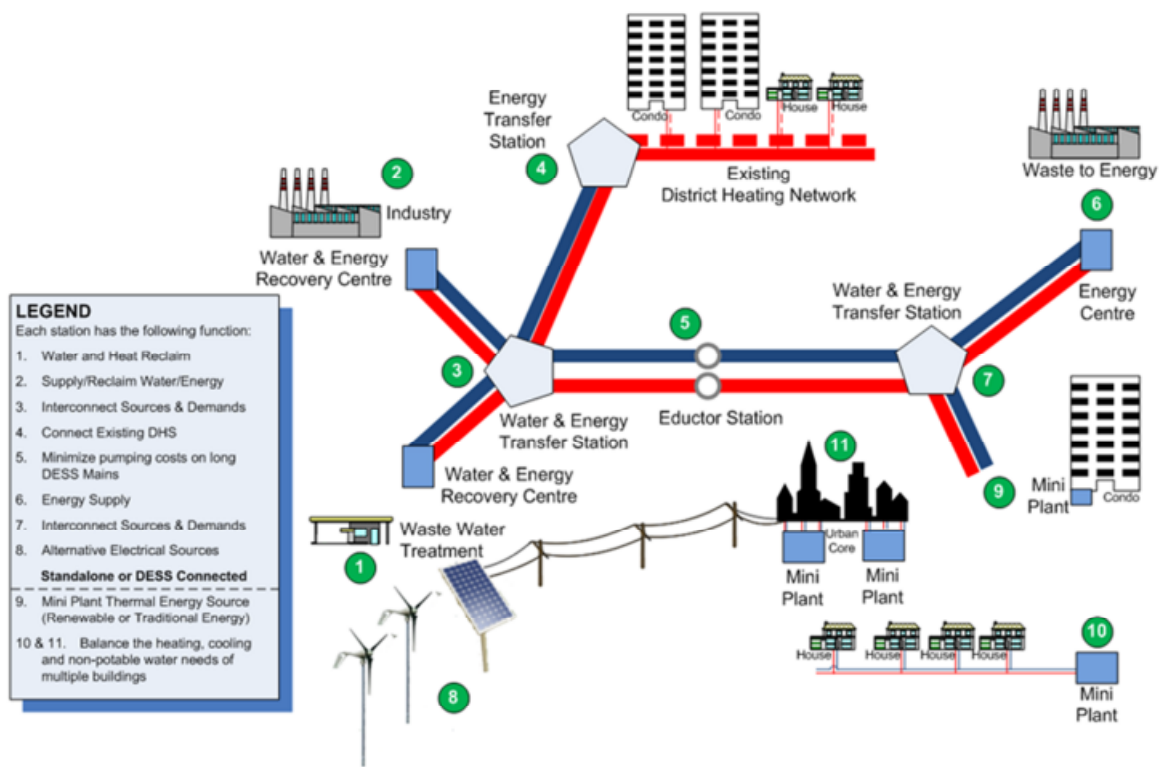 Energy
Transfer
Station
4
Condo
Condo
House
House
Existing
District Heating Network
Waste to Energy
6
2
Industry
Water & Energy
Recovery Centre
Water & Energy
Transfer Station
Energy
Centre
5
3
Eductor Station
7
Water & Energy
Transfer Station
Water & Energy
Recovery Centre
11
9
Mini
Plant
Condo
Waste Water
Treatment
1
Urban
Core
Mini
Plant
Mini
Plant
8
House
House
House
House
10
Mini
Plant
LEGEND
Each station has the following function:
1. Water and Heat Reclaim
2. Supply/Reclaim Water/Energy
3. Interconnect Sources & Demands
4. Connect Existing DHS
5. Minimize pumping costs on long
DESS Mains
6. Energy Supply
7. Interconnect Sources & Demands
8. Alternative Electrical Sources
Standalone or DESS Connected
9. Mini Plant Thermal Energy Source
(Renewable or Traditional Energy)
10 & 11. Balance the heating, cooling
and non-potable water needs of
multiple buildings